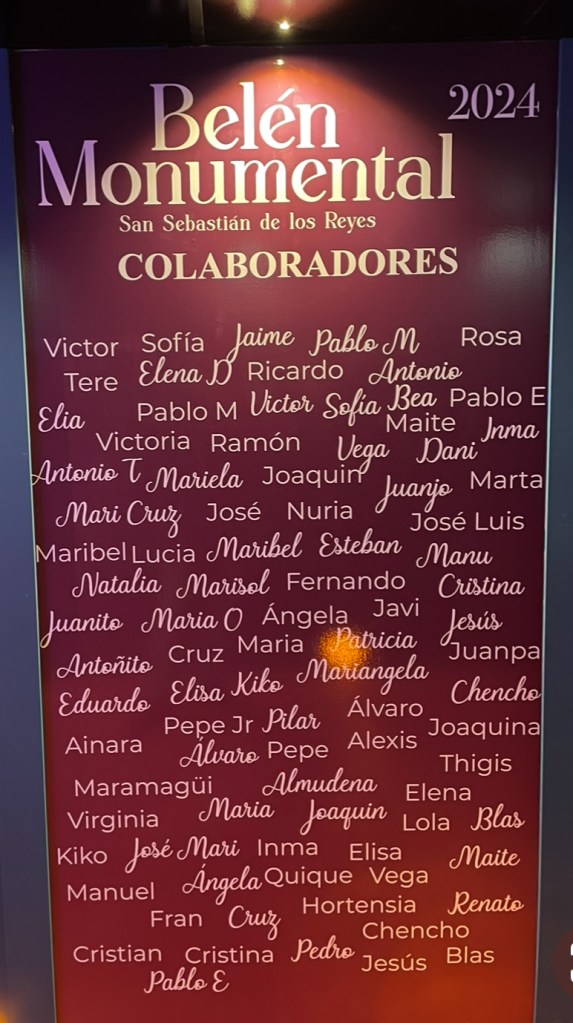 Belén 2024
Monumental
San Sebastián de los Reyes
COLABORADORES
Victor Sofía Jaime Pablo M Rosa
Tere Elena D Ricardo Antonio
Elia Pablo M Victor Sofía Bea Pablo E
Maite Inma
Victoria Ramón Vega Dani
Antonio T Mariela Joaquin Juanjo Marta
Mari Cruz José Nuria José Luis
Maribel Lucia Maribel Esteban Manu
Natalia Marisol Fernando Cristina
Juanito Maria O Ángela Javi Jesús
Antoñito Cruz Maria Patricia Juanpa
Eduardo Elisa Kiko Mariangela Chencho
Pepe Jr Pilar Álvaro Joaquina
Ainara Álvaro Pepe Alexis Thigis
Maramagüi Almudena Elena
Virginia Maria Joaquin Lola Blas
Kiko José Mari Inma Elisa Maite
Manuel Ángela Quique Vega
Fran Cruz Hortensia Renato
Chencho
Cristian Cristina Pedro Jesús Blas
Pablo E